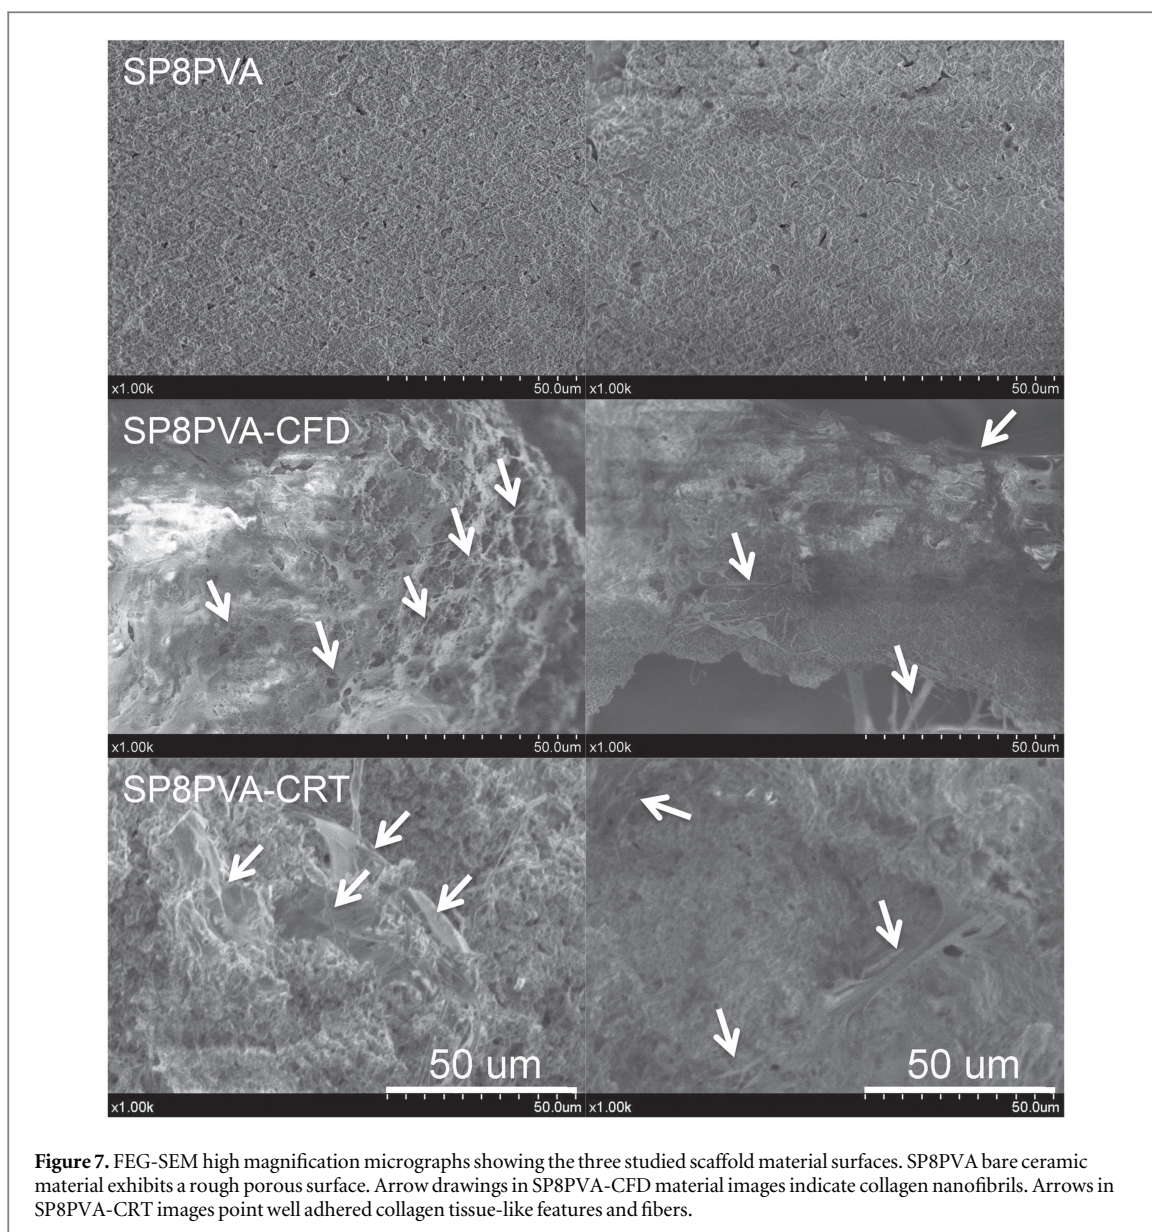 SP8PVA
x1.00k 50.0um x1.00k 50.0um
SP8PVA-CFD
x1.00k 50.0um x1.00k 50.0um
SP8PVA-CRT
50 um 50 um
x1.00k 50.0um x1.00k 50.0um
Figure 7. FEG-SEM high magnification micrographs showing the three studied scaffold material surfaces. SP8PVA bare ceramic
material exhibits a rough porous surface. Arrow drawings in SP8PVA-CFD material images indicate collagen nanofibrils. Arrows in
SP8PVA-CRT images point well adhered collagen tissue-like features and fibers.